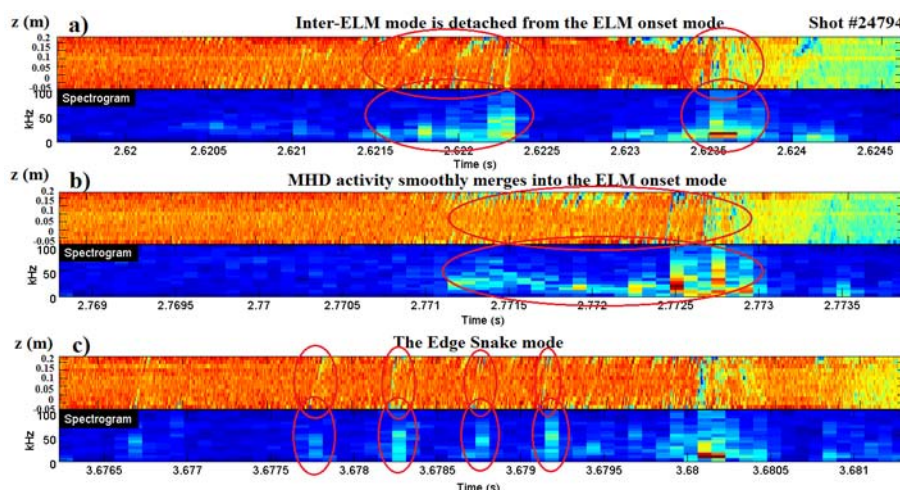 a) Inter-ELM mode is detached from the ELM onset mode Shot #24794
z (m)
0.2
0.15
0.1
0.05
0
-0.05
100
50
0
kHz
Spectrogram
2.62 2.6205 2.621 2.6215 2.622 2.6225 2.623 2.6235 2.624 2.6245
Time (s)
b) MHD activity smoothly merges into the ELM onset mode
z (m)
0.2
0.15
0.1
0.05
0
-0.05
100
50
0
kHz
Spectrogram
2.769 2.7695 2.77 2.7705 2.771 2.7715 2.772 2.7725 2.773 2.7735
Time (s)
c) The Edge Snake mode
z (m)
0.2
0.15
0.1
0.05
0
-0.05
100
50
0
kHz
Spectrogram
3.6765 3.677 3.6775 3.678 3.6785 3.679 3.6795 3.68 3.6805 3.681
Time (s)